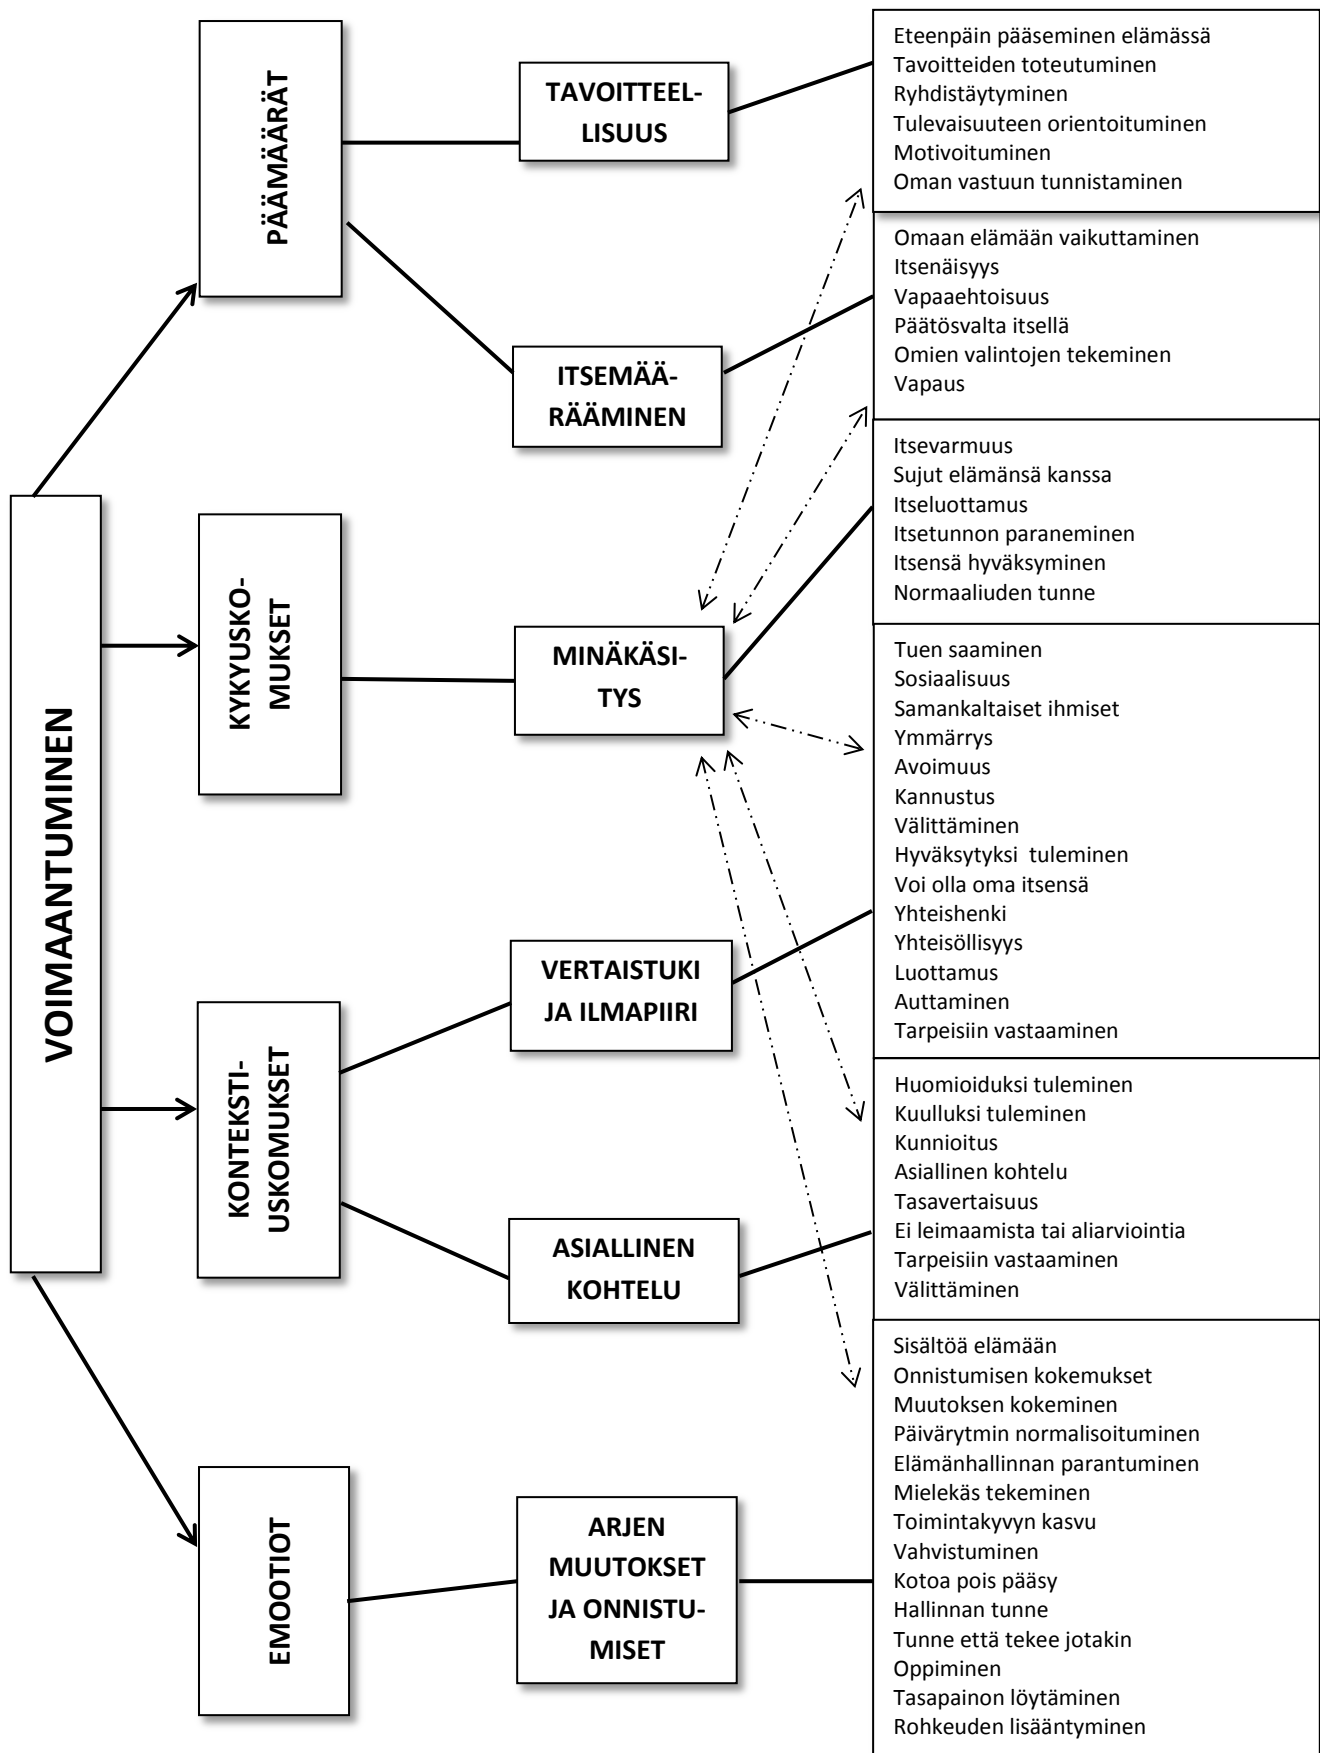 VOIMAANTUMINEN
PÄÄMÄÄRÄT
KYKYUSKO-
MUKSET
KONTEKSTI-
USKOMUKSET
EMOOTIOT
TAVOITTEEL-
LISUUS
ITSEMÄÄ-
RÄÄMINEN
MINÄKÄSI-
TYS
VERTAISTUKI
JA ILMAPIIRI
ASIALLINEN
KOHTELU
ARJEN
MUUTOKSET
JA ONNISTU-
MISET
Eteenpäin pääseminen elämässä
Tavoitteiden toteutuminen
Ryhdistäytyminen
Tulevaisuuteen orientoituminen
Motivoituminen
Oman vastuun tunnistaminen
Omaan elämään vaikuttaminen
Itsenäisyys
Vapaaehtoisuus
Päätösvalta itsellä
Omien valintojen tekeminen
Vapaus
Itsevarmuus
Sujut elämänsä kanssa
Itseluottamus
Itsetunnon paraneminen
Itsensä hyväksyminen
Normaaliuden tunne
Tuen saaminen
Sosiaalisuus
Samankaltaiset ihmiset
Ymmärrys
Avoimuus
Kannustus
Välittäminen
Hyväksytyksi tuleminen
Voi olla oma itsensä
Yhteishenki
Yhteisöllisyys
Luottamus
Auttaminen
Tarpeisiin vastaaminen
Huomioiduksi tuleminen
Kuulluksi tuleminen
Kunnioitus
Asiallinen kohtelu
Tasavertaisuus
Ei leimaamista tai aliarviointia
Tarpeisiin vastaaminen
Välittäminen
Sisältöä elämään
Onnistumisen kokemukset
Muutoksen kokeminen
Päivärytmin normalisoituminen
Elämänhallinnan parantuminen
Mielekäs tekeminen
Toimintakyvyn kasvu
Vahvistuminen
Kotoa pois pääsy
Hallinnan tunne
Tunne että tekee jotakin
Oppiminen
Tasapainon löytäminen
Rohkeuden lisääntyminen